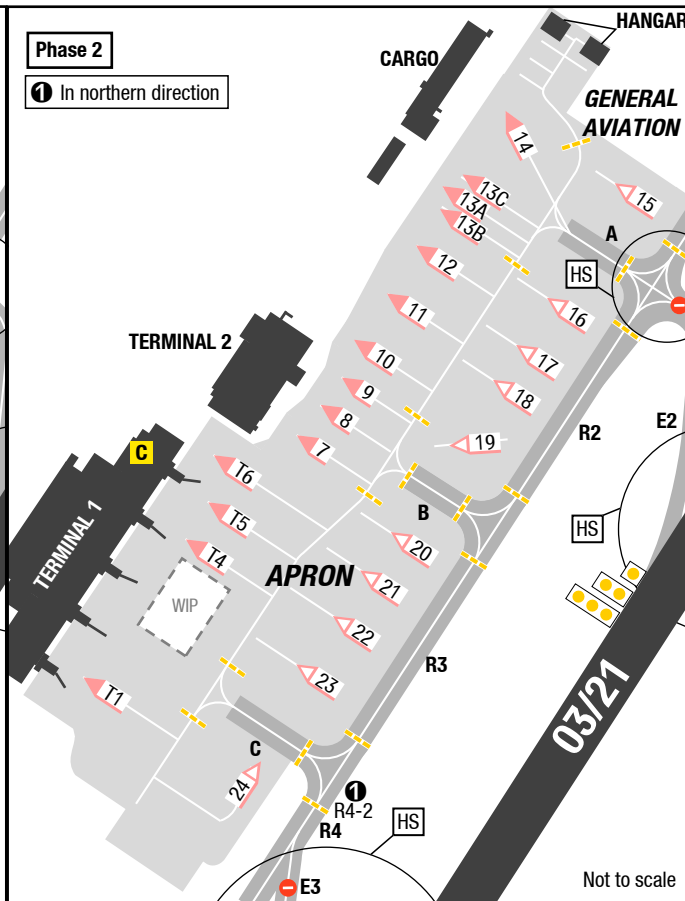 Phase 2
1 In northern direction
HANGAR
CARGO
GENERAL
AVIATION
14
13C
13A
13B
15
A
HS
12
16
11
TERMINAL 2
17
10
18
9
R2
E2
8
19
7
C
T6
B
HS
T5
20
TERMINAL 1
T4
APRON
21
WIP
22
R3
23
T1
03/21
C
24
1
R4-2
R4
HS
E3
Not to scale